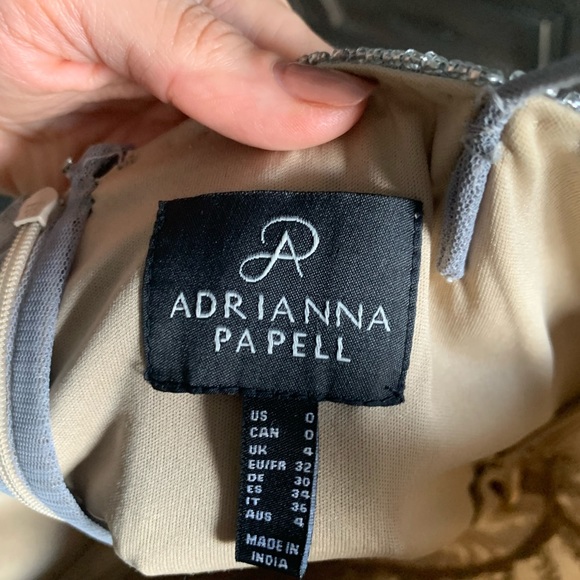 AP
ADRIANNA
PAPELL
US 0
CAN 0
UK 4
EU/FR 32
DE 30
ES 34
IT 36
AUS 4
MADE IN
INDIA